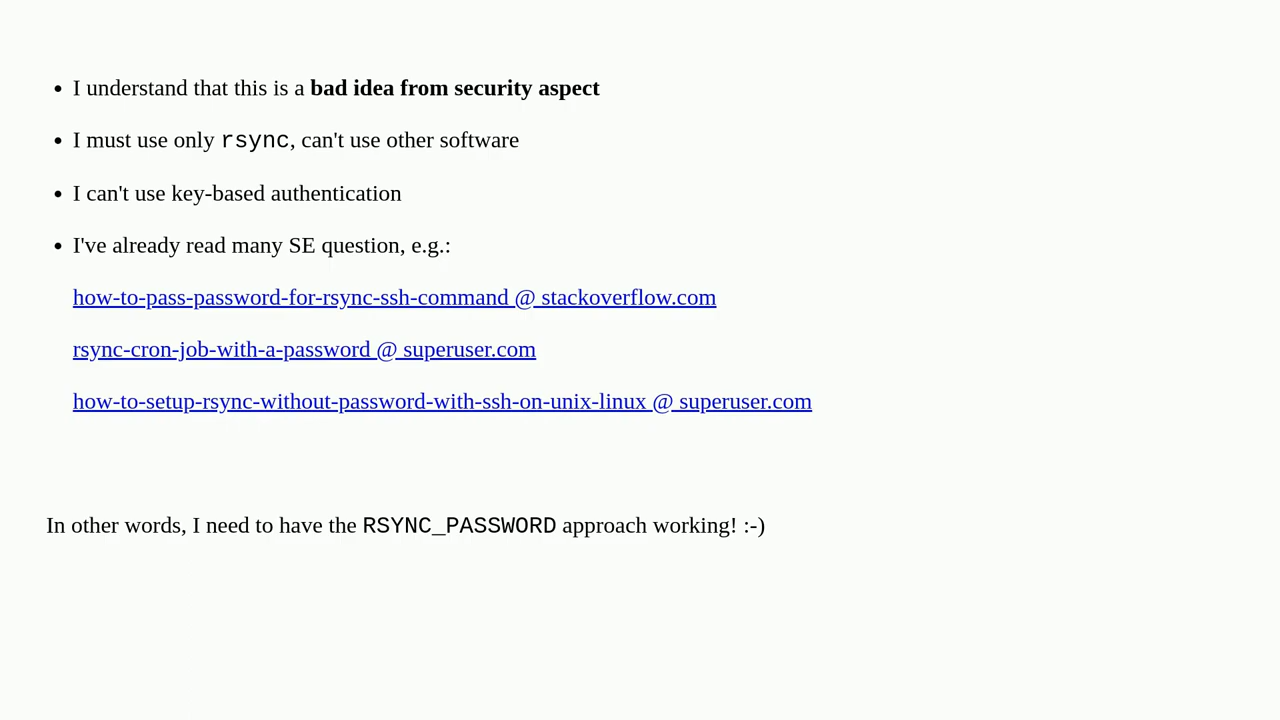 • I understand that this is a bad idea from security aspect
• I must use only rsync, can't use other software
• I can't use key-based authentication
• I've already read many SE question, e.g.:
how-to-pass-password-for-rsync-ssh-command @ stackoverflow.com
rsync-cron-job-with-a-password @ superuser.com
how-to-setup-rsync-without-password-with-ssh-on-unix-linux @ superuser.com
In other words, I need to have the RSYNC_PASSWORD approach working! :-)